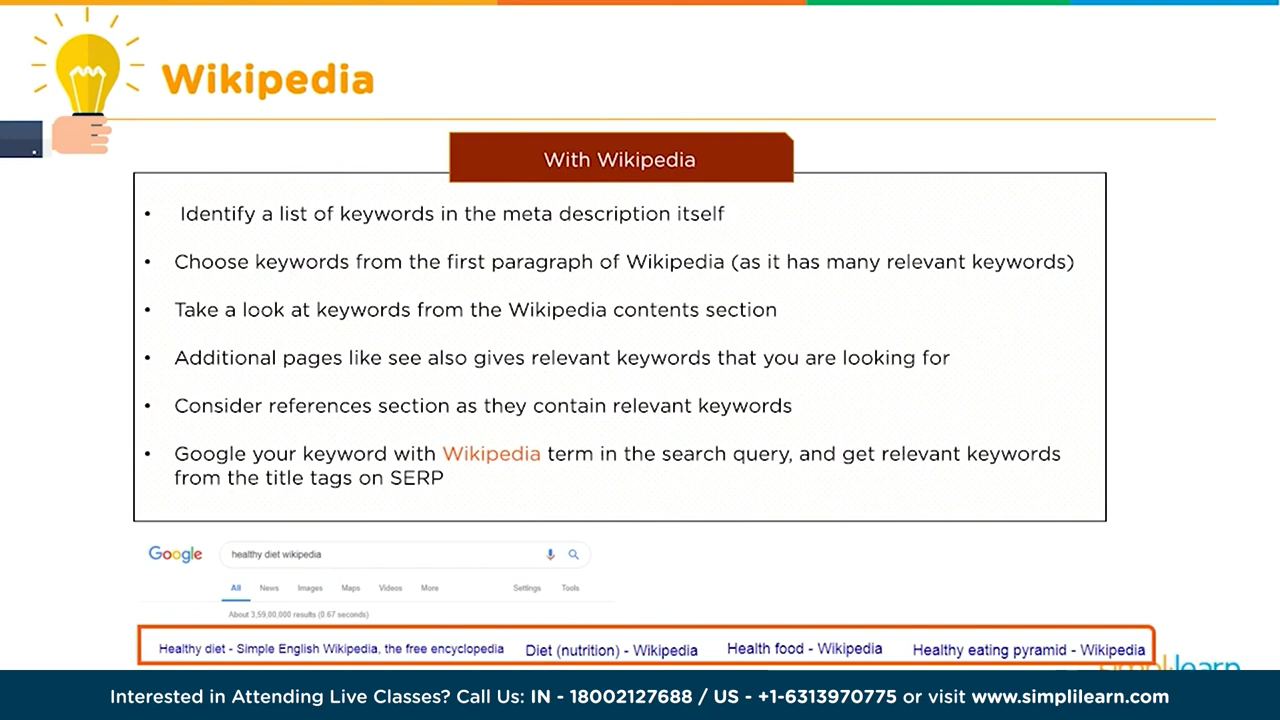 Wikipedia
With Wikipedia
• Identify a list of keywords in the meta description itself
• Choose keywords from the first paragraph of Wikipedia (as it has many relevant keywords)
• Take a look at keywords from the Wikipedia contents section
• Additional pages like see also gives relevant keywords that you are looking for
• Consider references section as they contain relevant keywords
• Google your keyword with Wikipedia term in the search query, and get relevant keywords
from the title tags on SERP
Google healthy diet wikipedia
All News Images Maps Videos More Settings Tools
About 3,59,00,000 results (0.67 seconds)
Healthy diet - Simple English Wikipedia, the free encyclopedia Diet (nutrition) - Wikipedia Health food - Wikipedia Healthy eating pyramid - Wikipedia
simplilearn
Interested in Attending Live Classes? Call Us: IN - 18002127688 / US - +1-6313970775 or visit www.simplilearn.com